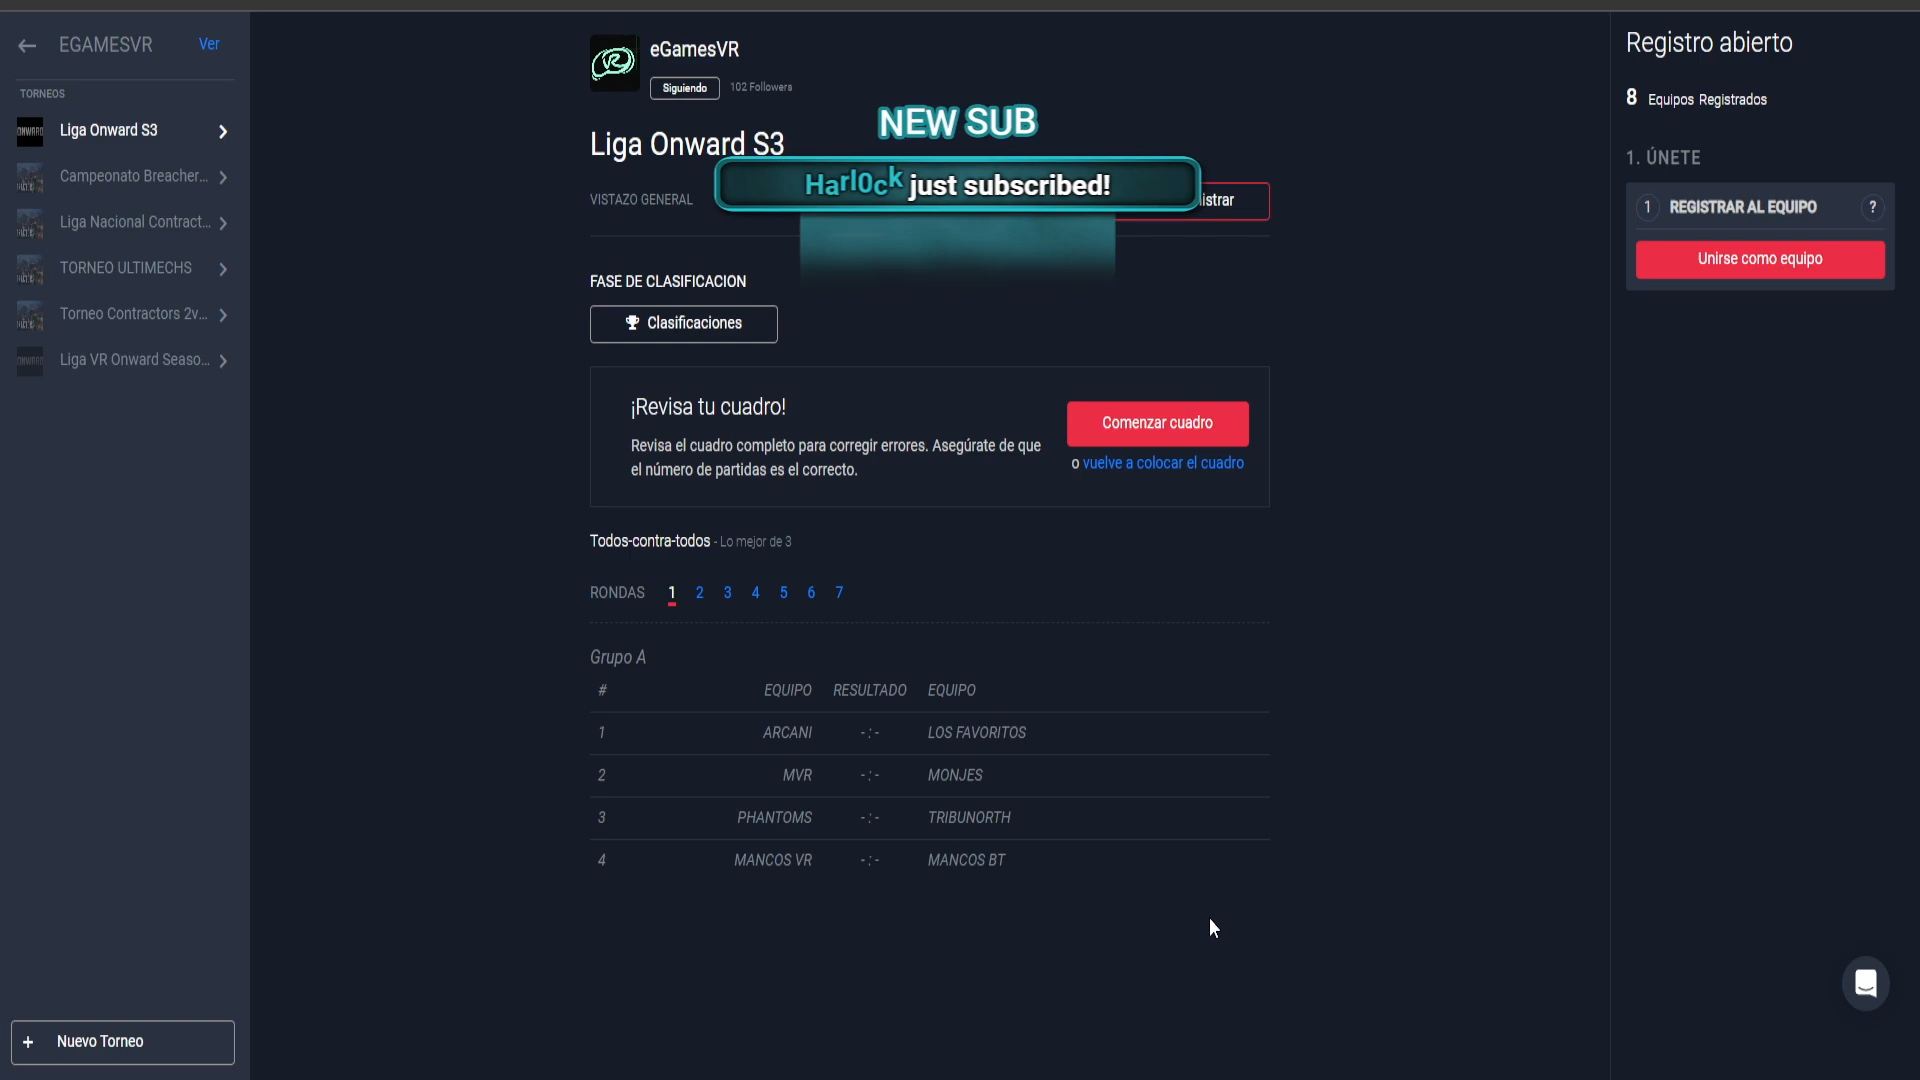 EGAMESVR Ver
TORNEOS
ONWARD Liga Onward S3
Campeonato Breacher...
Liga Nacional Contract...
TORNEO ULTIMECHS
Torneo Contractors 2v...
Liga VR Onward Seaso...
+ Nuevo Torneo
VR
eGamesVR
Siguiendo 102 Followers
NEW SUB
Liga Onward S3
Harl0ck just subscribed!
VISTAZO GENERAL istrar
FASE DE CLASIFICACION
Clasificaciones
¡Revisa tu cuadro!
Revisa el cuadro completo para corregir errores. Asegúrate de que
el número de partidas es el correcto.
Comenzar cuadro
o vuelve a colocar el cuadro
Todos-contra-todos - Lo mejor de 3
RONDAS 1 2 3 4 5 6 7
Grupo A
# EQUIPO RESULTADO EQUIPO
1 ARCANI - : - LOS FAVORITOS
2 MVR - : - MONJES
3 PHANTOMS - : - TRIBUNORTH
4 MANCOS VR - : - MANCOS BT
Registro abierto
8 Equipos Registrados
1. ÚNETE
1 REGISTRAR AL EQUIPO ?
Unirse como equipo